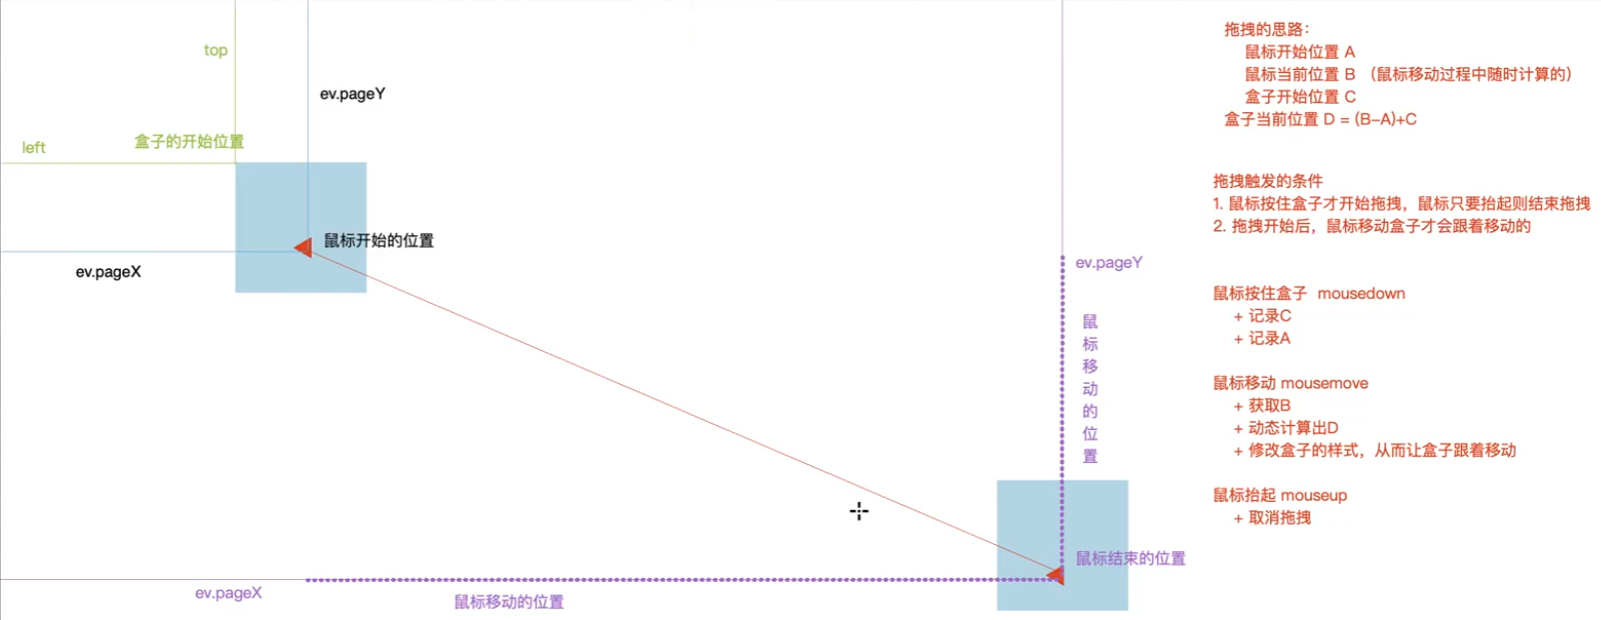 top
ev.pageY
盒子的开始位置
left
鼠标开始的位置
ev.pageX
ev.pageY
鼠标移动的位置
鼠标结束的位置
ev.pageX
鼠标移动的位置
拖拽的思路：
鼠标开始位置 A
鼠标当前位置 B （鼠标移动过程中随时计算的）
盒子开始位置 C
盒子当前位置 D = (B-A)+C
拖拽触发的条件
1. 鼠标按住盒子才开始拖拽，鼠标只要抬起则结束拖拽
2. 拖拽开始后，鼠标移动盒子才会跟着移动的
鼠标按住盒子 mousedown
+ 记录C
+ 记录A
鼠标移动 mousemove
+ 获取B
+ 动态计算出D
+ 修改盒子的样式，从而让盒子跟着移动
鼠标抬起 mouseup
+ 取消拖拽